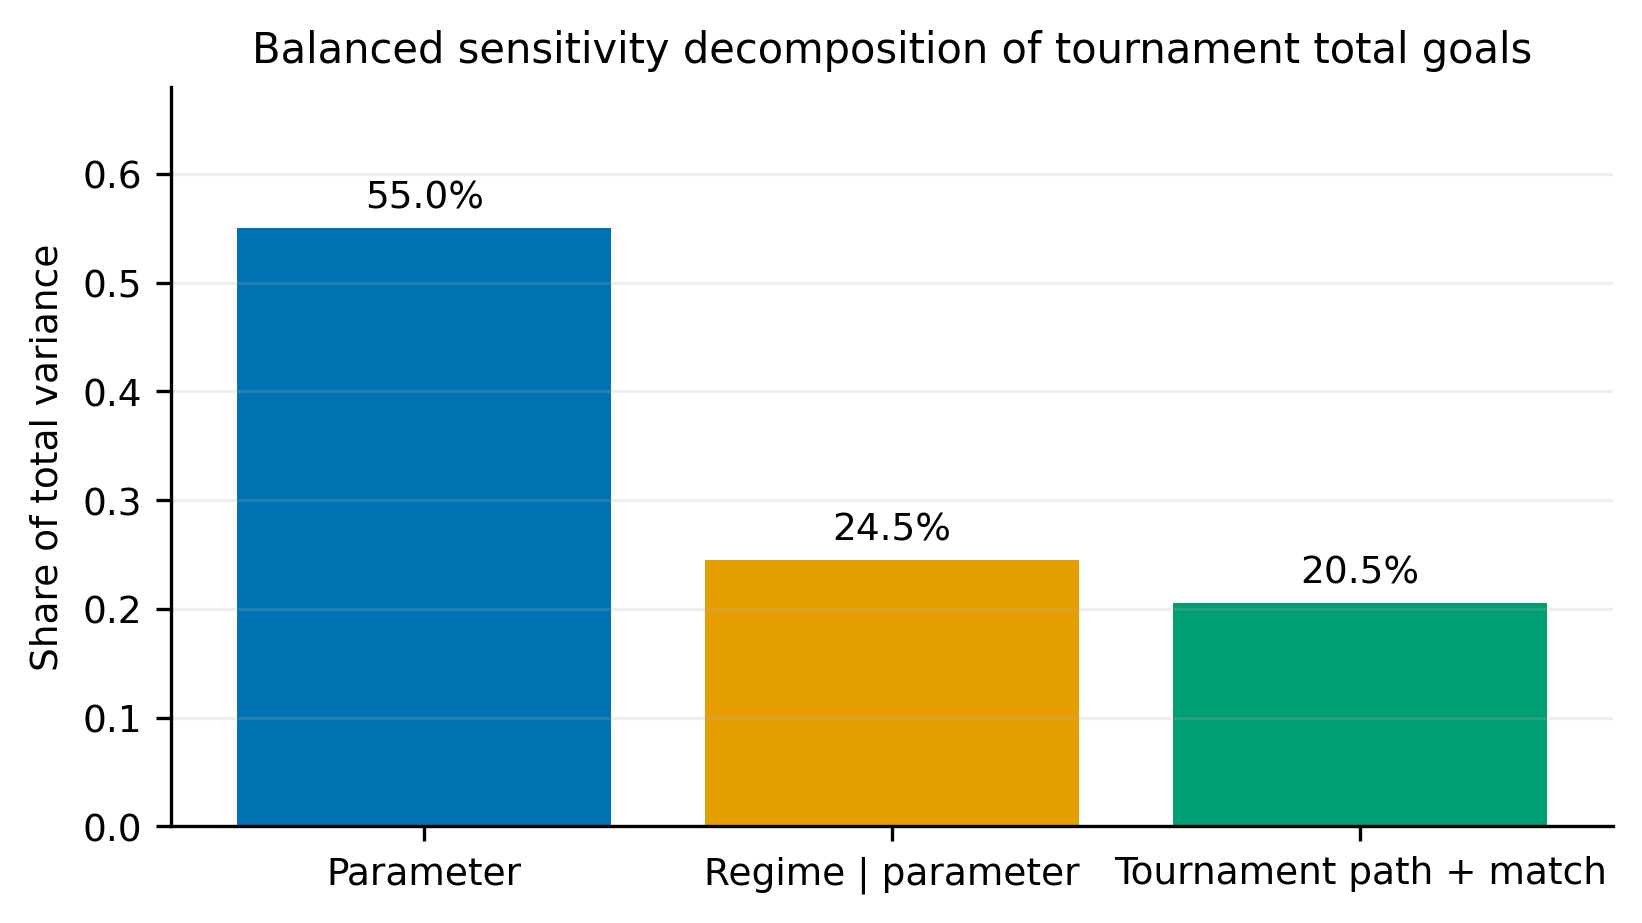 Balanced sensitivity decomposition of tournament total goals
Share of total variance
0.6
0.5
0.4
0.3
0.2
0.1
0.0
55.0%
24.5%
20.5%
Parameter
Regime | parameter
Tournament path + match